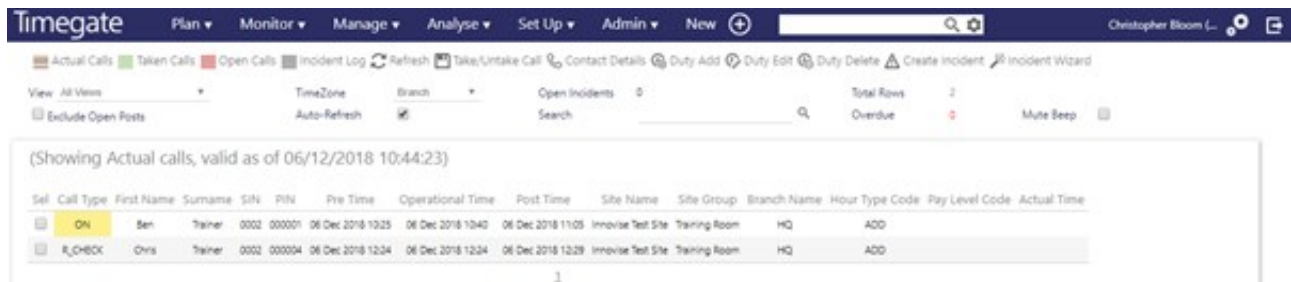 Timegate Plan Monitor Manage Analyse Set Up Admin New Christopher Bloom (...
Actual Calls Taken Calls Open Calls Incident Log Refresh Take/Untake Call Contact Details Duty Add Duty Edit Duty Delete Create Incident Incident Wizard
View All Views TimeZone Branch Open Incidents 0 Total Rows 2
Exclude Open Posts Auto-Refresh Search Overdue 0 Mute Beep
(Showing Actual calls, valid as of 06/12/2018 10:44:23)
Sel Call Type First Name Surname SIN PIN Pre Time Operational Time Post Time Site Name Site Group Branch Name Hour Type Code Pay Level Code Actual Time
ON Ben Trainer 0002 000001 06 Dec 2018 10:25 06 Dec 2018 10:40 06 Dec 2018 11:05 Innovise Test Site Training Room HQ ADD
R_CHECK Chris Trainer 0002 000004 06 Dec 2018 12:24 06 Dec 2018 12:24 06 Dec 2018 12:29 Innovise Test Site Training Room HQ ADD
1